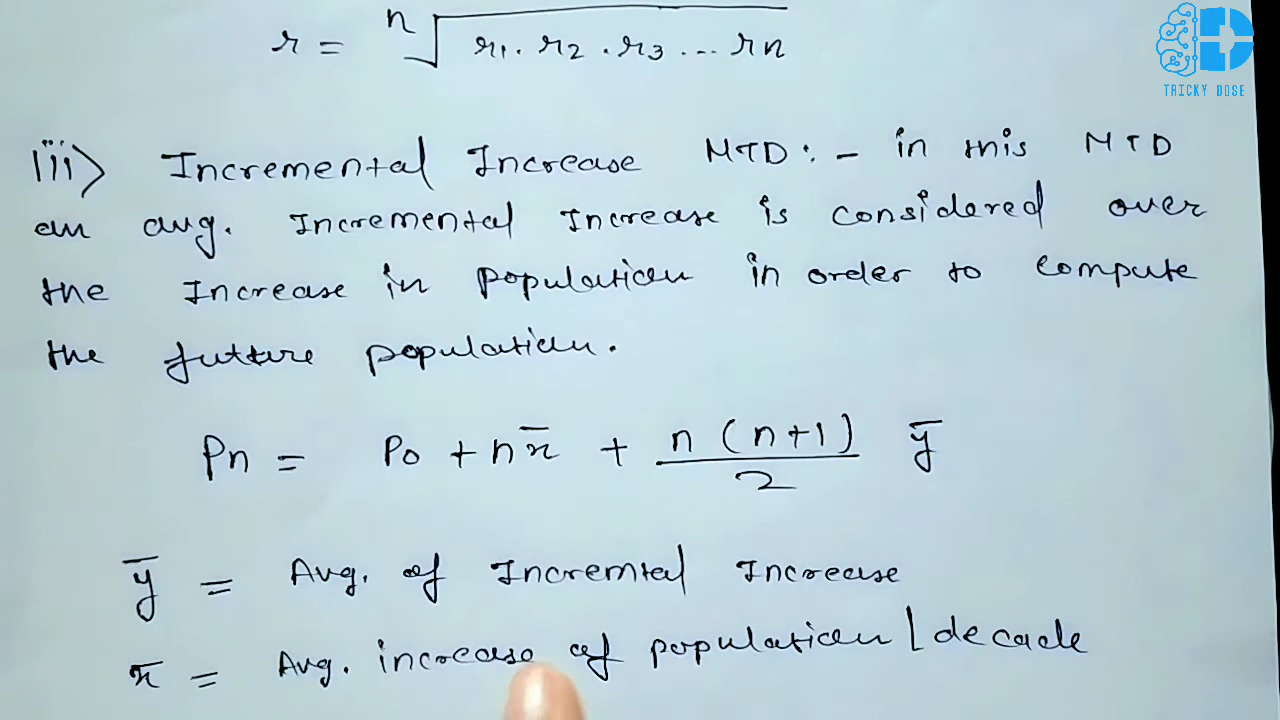 r = n√r1 . r2 . r3 ... rn
TRICKY DOSE
iii> Incremental Increase MTD :- in this MTD
an avg. Incremental Increase is considered over
the Increase in population in order to compute
the future population.
Pn = Po + nx̄ + n(n+1)/2 ȳ
ȳ = Avg. of Incremtal Increase
x̄ = Avg. increase of population / decade